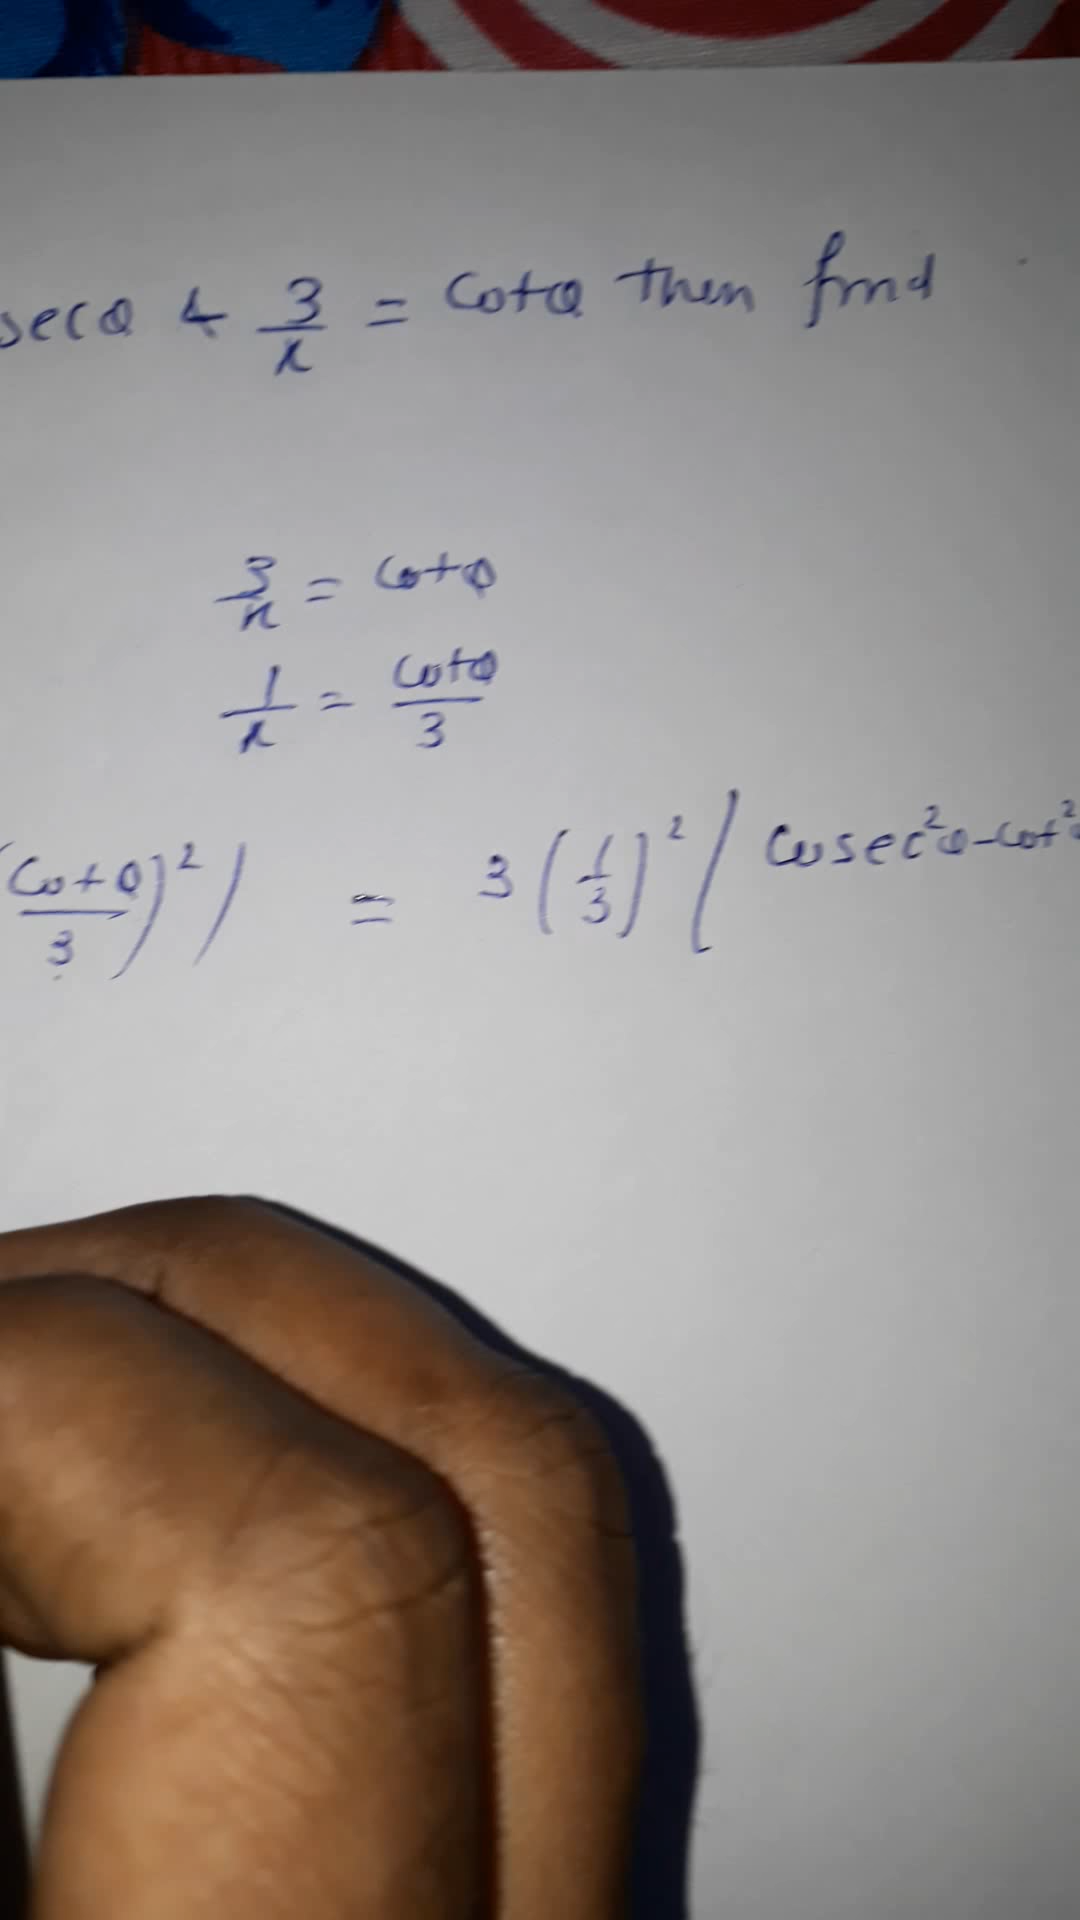 secθ & 3/x = cotθ then find
3/x = cotθ
1/x = cotθ/3
(cotθ/3)²) = 3(1/3)² (cosec²θ-cot²